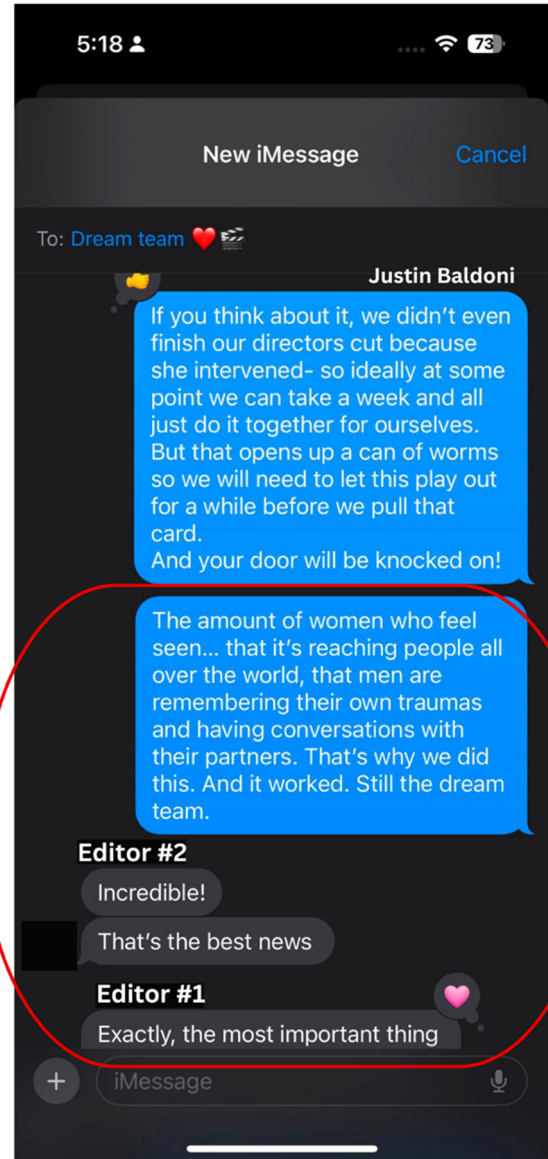 5:18
73
New iMessage
Cancel
To: Dream team ❤️🎬
Justin Baldoni
If you think about it, we didn’t even
finish our directors cut because
she intervened- so ideally at some
point we can take a week and all
just do it together for ourselves.
But that opens up a can of worms
so we will need to let this play out
for a while before we pull that
card.
And your door will be knocked on!
The amount of women who feel
seen... that it’s reaching people all
over the world, that men are
remembering their own traumas
and having conversations with
their partners. That’s why we did
this. And it worked. Still the dream
team.
Editor #2
Incredible!
That’s the best news
Editor #1
Exactly, the most important thing
iMessage